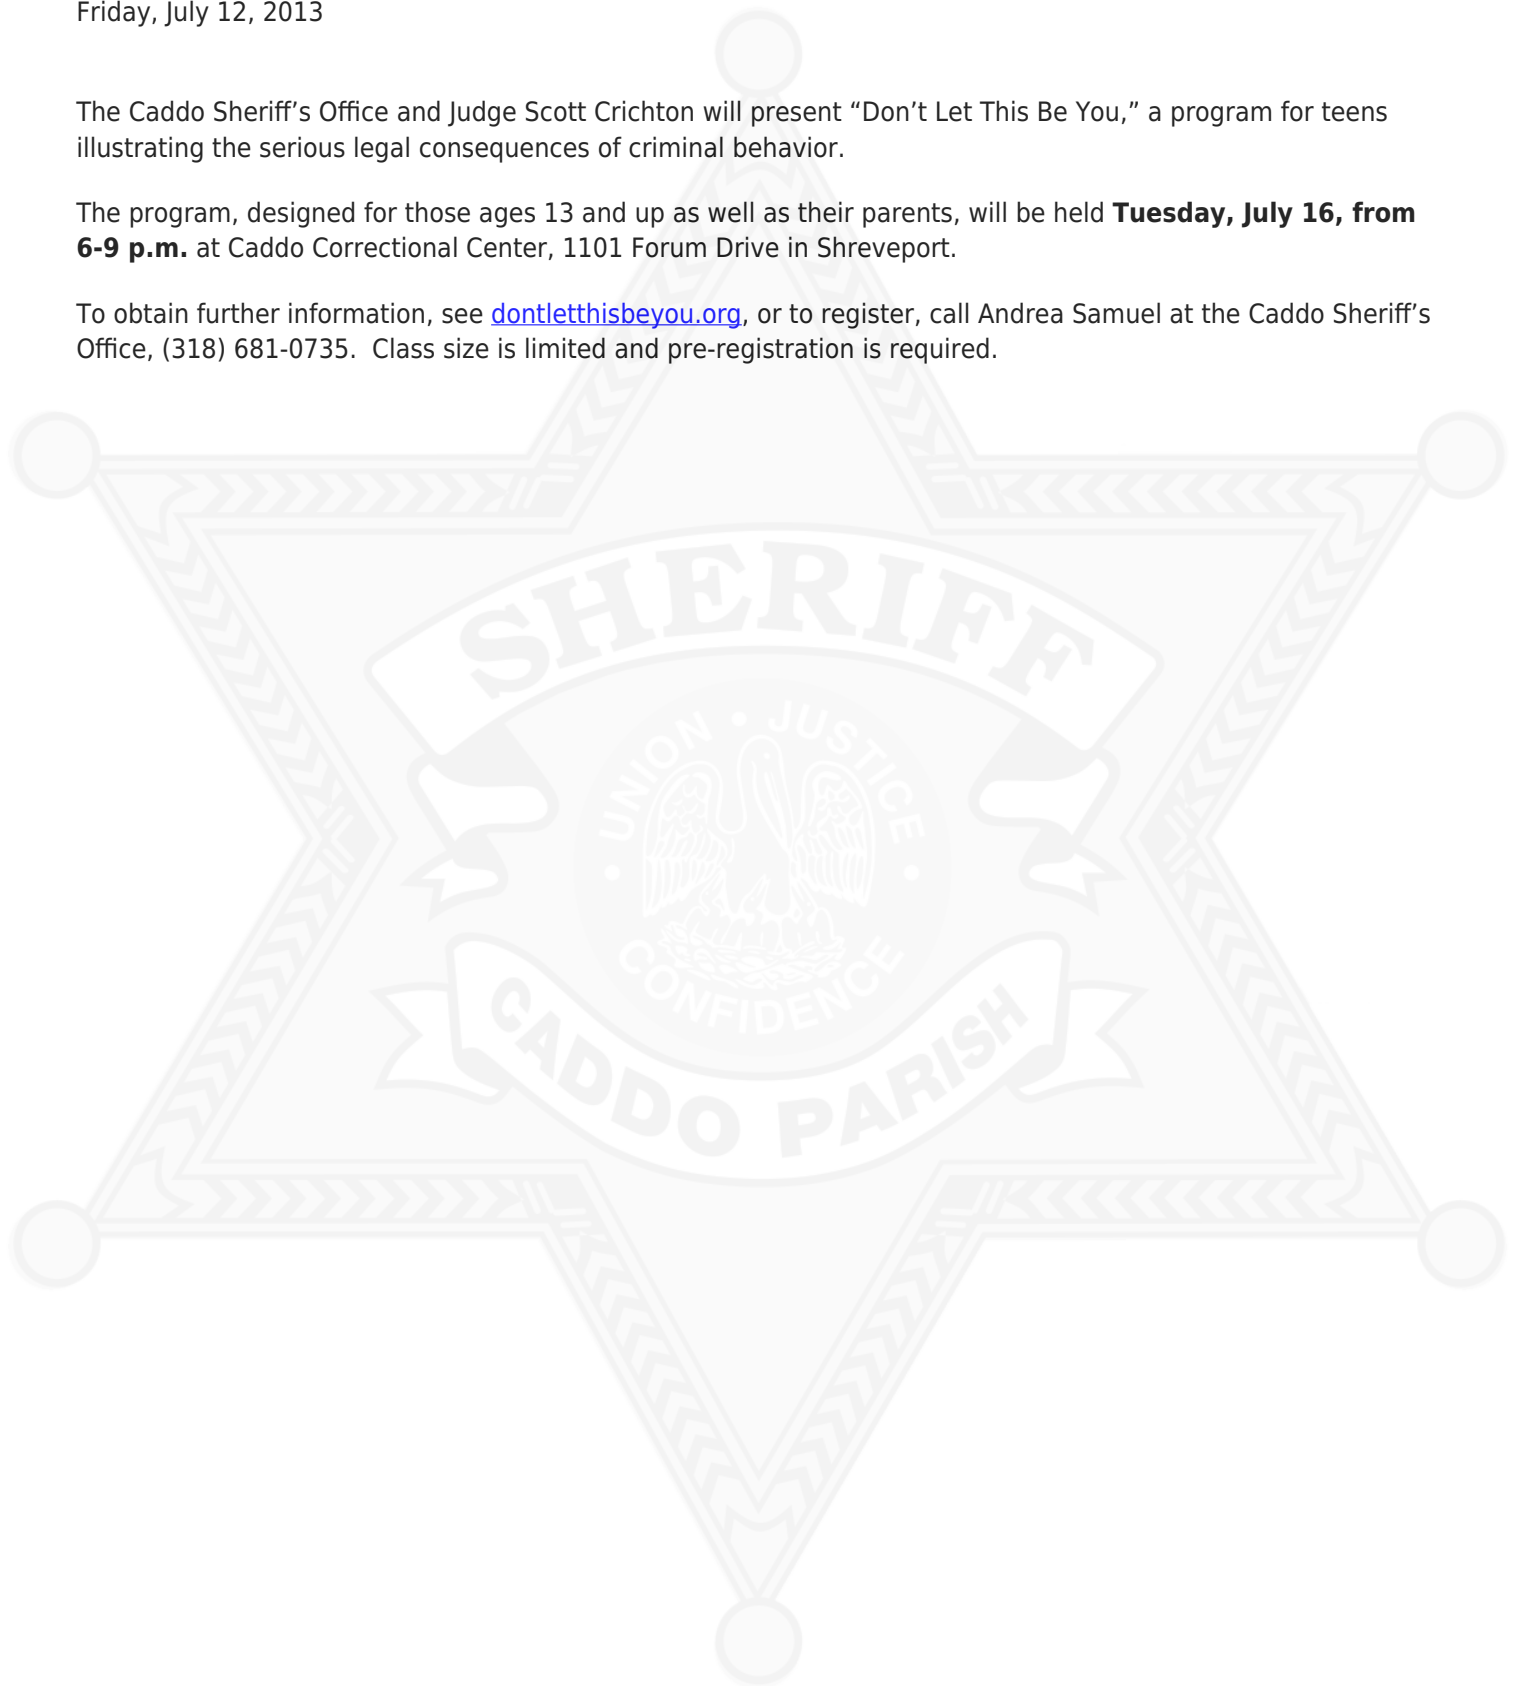 Friday, July 12, 2013
The Caddo Sheriff’s Office and Judge Scott Crichton will present “Don’t Let This Be You,” a program for teens
illustrating the serious legal consequences of criminal behavior.
The program, designed for those ages 13 and up as well as their parents, will be held Tuesday, July 16, from
6-9 p.m. at Caddo Correctional Center, 1101 Forum Drive in Shreveport.
To obtain further information, see dontletthisbeyou.org, or to register, call Andrea Samuel at the Caddo Sheriff’s
Office, (318) 681-0735.  Class size is limited and pre-registration is required.
SHERIFF
UNION • JUSTICE
• CONFIDENCE •
CADDO PARISH